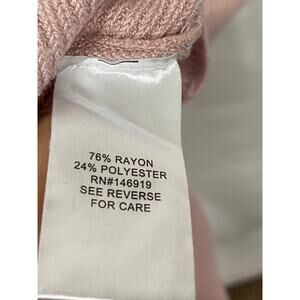 76% RAYON
24% POLYESTER
RN#146919
SEE REVERSE
FOR CARE